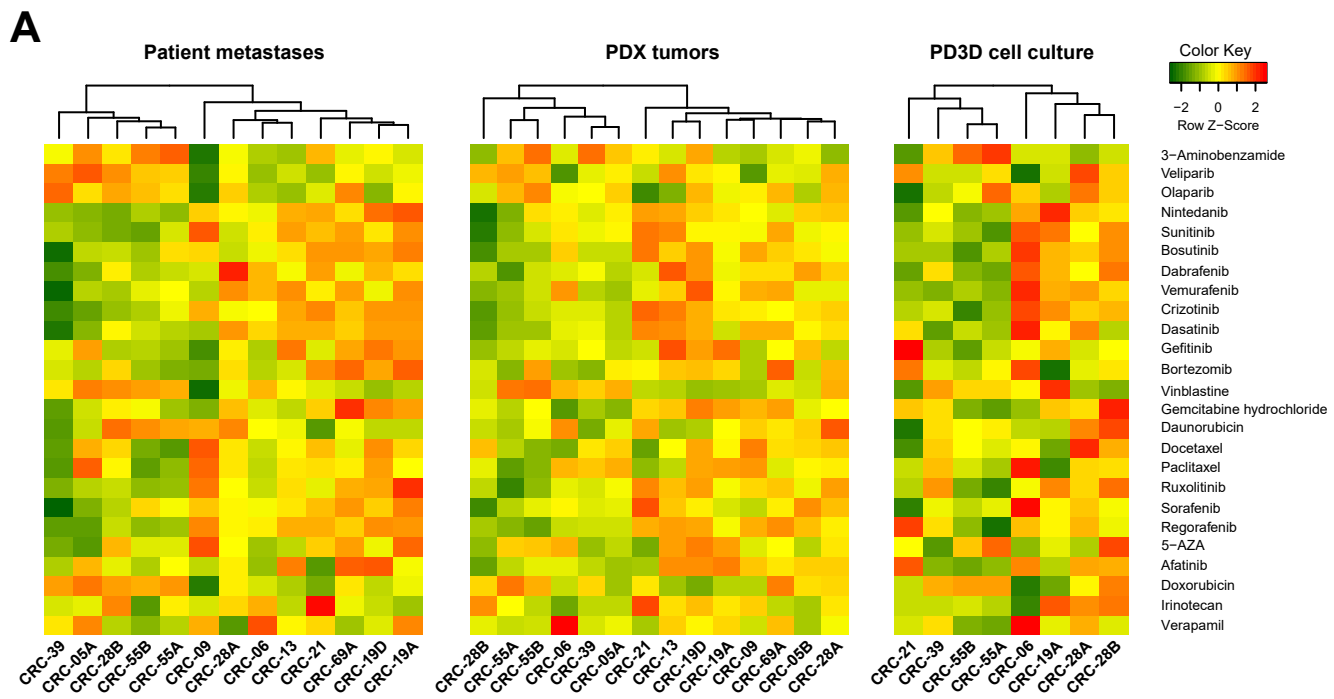 A
Patient metastases
PDX tumors
PD3D cell culture
Color Key
−2 0 2
Row Z−Score
3−Aminobenzamide
Veliparib
Olaparib
Nintedanib
Sunitinib
Bosutinib
Dabrafenib
Vemurafenib
Crizotinib
Dasatinib
Gefitinib
Bortezomib
Vinblastine
Gemcitabine hydrochloride
Daunorubicin
Docetaxel
Paclitaxel
Ruxolitinib
Sorafenib
Regorafenib
5−AZA
Afatinib
Doxorubicin
Irinotecan
Verapamil
CRC-39
CRC-05A
CRC-28B
CRC-55B
CRC-55A
CRC-09
CRC-28A
CRC-06
CRC-13
CRC-21
CRC-69A
CRC-19D
CRC-19A
CRC-28B
CRC-55A
CRC-55B
CRC-06
CRC-39
CRC-05A
CRC-21
CRC-13
CRC-19D
CRC-19A
CRC-09
CRC-69A
CRC-05B
CRC-28A
CRC-21
CRC-39
CRC-55B
CRC-55A
CRC-06
CRC-19A
CRC-28A
CRC-28B